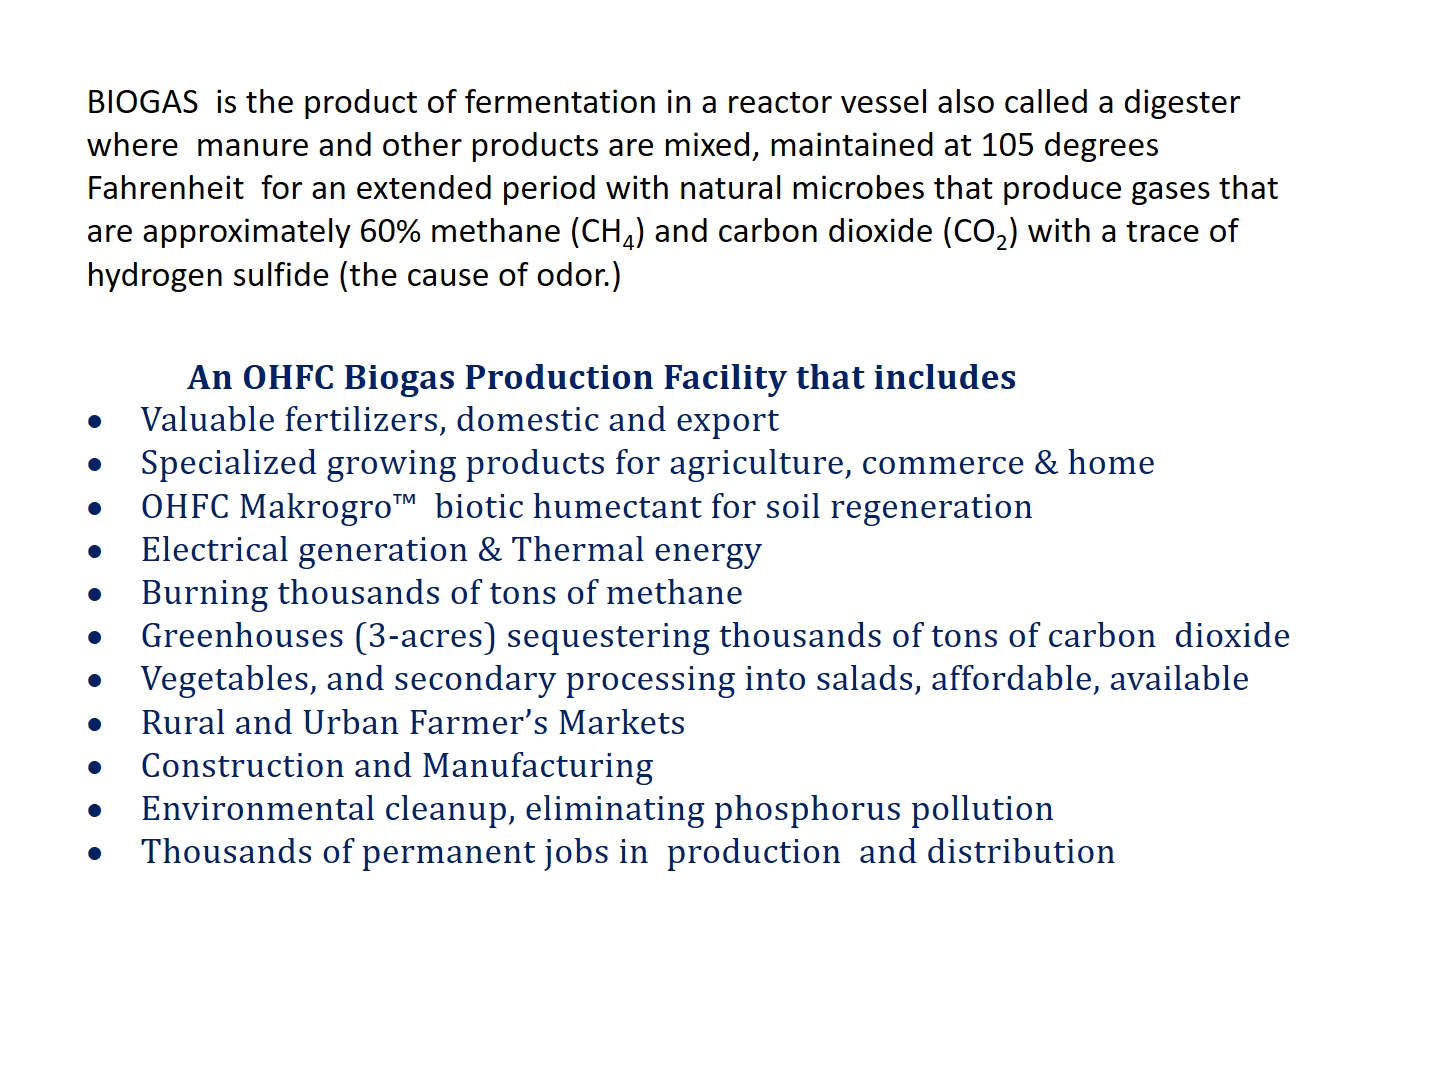 BIOGAS  is the product of fermentation in a reactor vessel also called a digester
where  manure and other products are mixed, maintained at 105 degrees
Fahrenheit  for an extended period with natural microbes that produce gases that
are approximately 60% methane (CH₄) and carbon dioxide (CO₂) with a trace of
hydrogen sulfide (the cause of odor.)
An OHFC Biogas Production Facility that includes
• Valuable fertilizers, domestic and export
• Specialized growing products for agriculture, commerce & home
• OHFC Makrogro™  biotic humectant for soil regeneration
• Electrical generation & Thermal energy
• Burning thousands of tons of methane
• Greenhouses (3-acres) sequestering thousands of tons of carbon  dioxide
• Vegetables, and secondary processing into salads, affordable, available
• Rural and Urban Farmer’s Markets
• Construction and Manufacturing
• Environmental cleanup, eliminating phosphorus pollution
• Thousands of permanent jobs in  production  and distribution